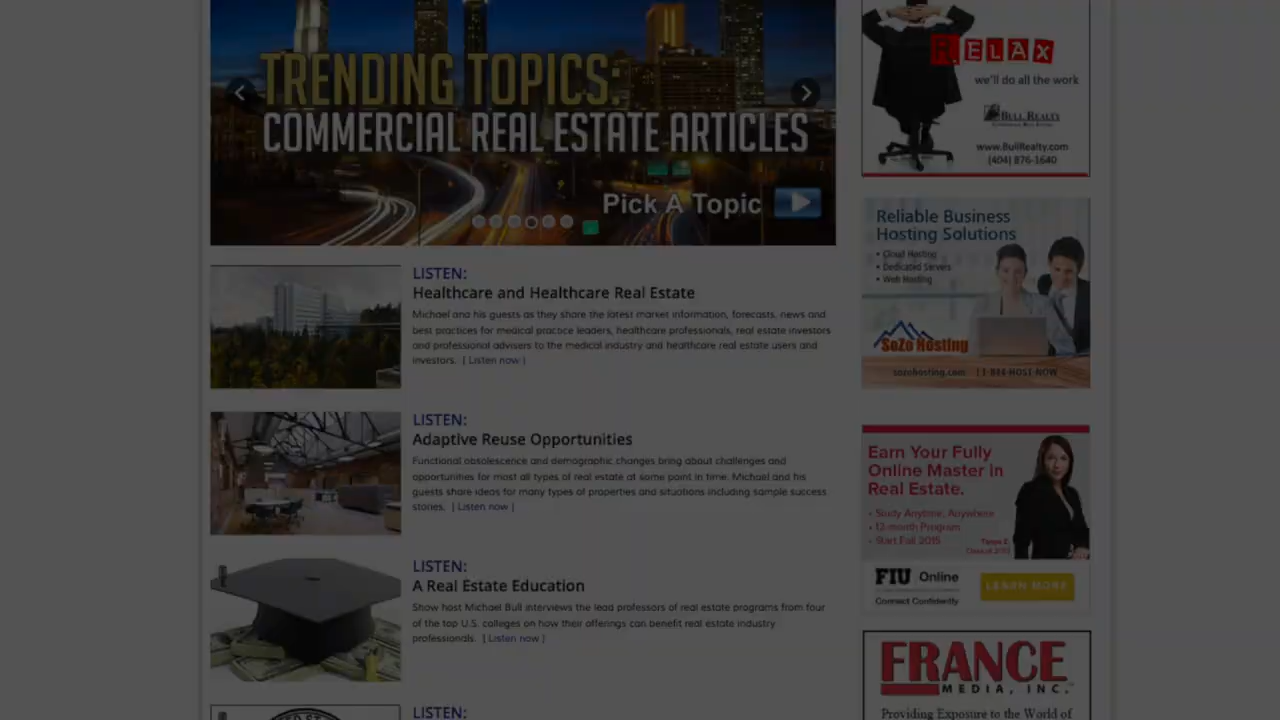 TRENDING TOPICS:
COMMERCIAL REAL ESTATE ARTICLES
Pick A Topic
LISTEN:
Healthcare and Healthcare Real Estate
Michael and his guests as they share the latest market information, forecasts, news and
best practices for medical practice leaders, healthcare professionals, real estate investors
and professional advisers to the medical industry and healthcare real estate users and
investors. [ Listen now ]
LISTEN:
Adaptive Reuse Opportunities
Functional obsolescence and demographic changes bring about challenges and
opportunities for most all types of real estate at some point in time. Michael and his
guests share ideas for many types of properties and situations including sample success
stories. [ Listen now ]
LISTEN:
A Real Estate Education
Show host Michael Bull interviews the lead professors of real estate programs from four
of the top U.S. colleges on how their offerings can benefit real estate industry
professionals. [ Listen now ]
LISTEN:
RELAX
we'll do all the work
BULL REALTY
www.BullRealty.com
(404) 876-1640
Reliable Business
Hosting Solutions
• Cloud Hosting
• Dedicated Servers
• Web Hosting
SoZo Hosting
sozohosting.com | 1-844-HOST-NOW
Earn Your Fully
Online Master in
Real Estate.
• Study Anytime, Anywhere
• 12-month Program
• Start Fall 2015
FIU Online
LEARN MORE
Connect Confidently
FRANCE
MEDIA, INC.
Providing Exposure to the World of